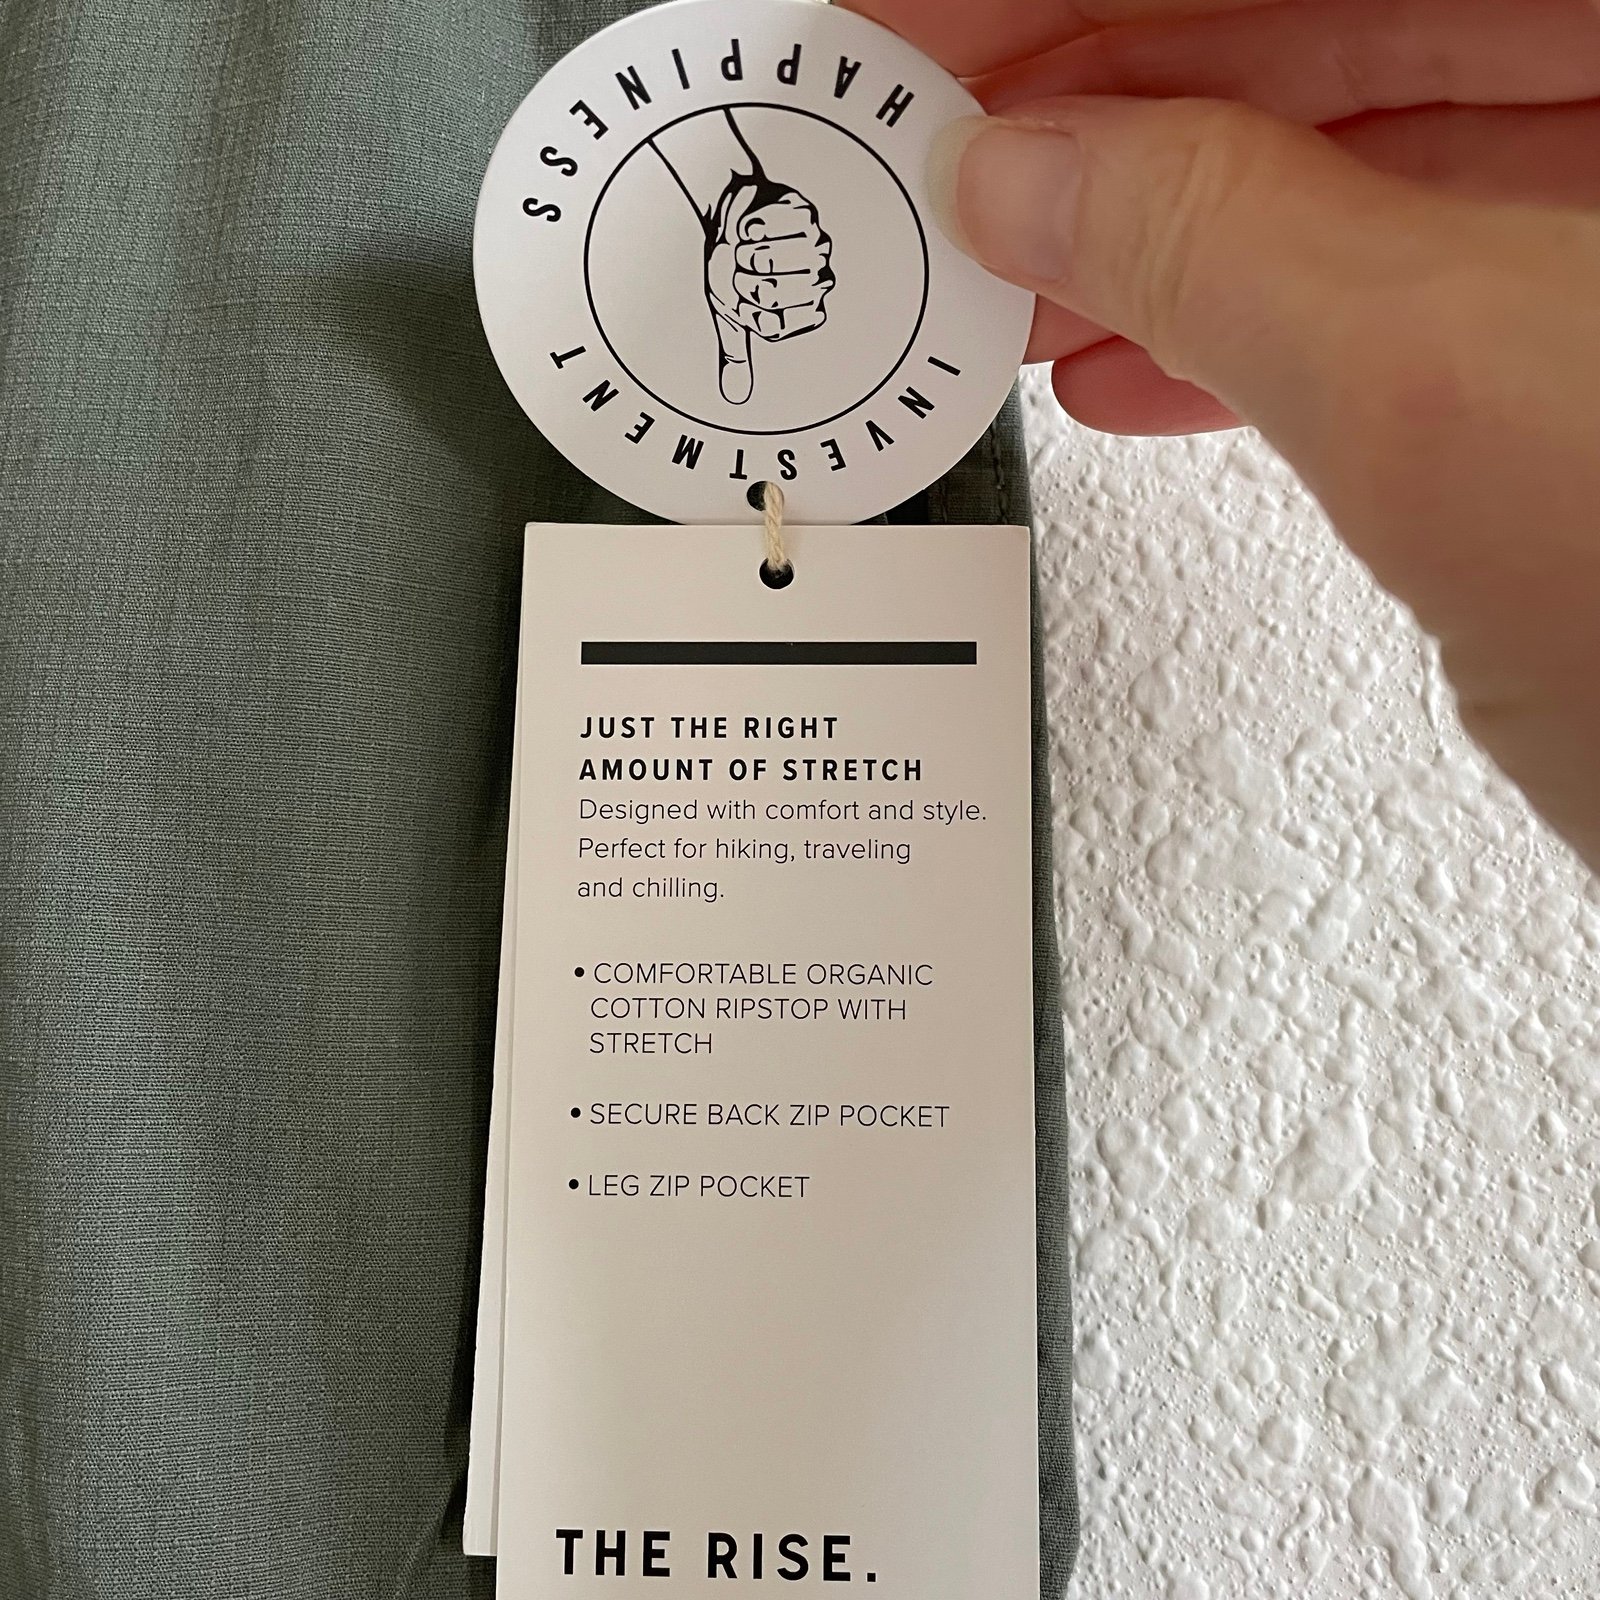 HAPPINESS
INVESTMENT
JUST THE RIGHT
AMOUNT OF STRETCH
Designed with comfort and style.
Perfect for hiking, traveling
and chilling.
• COMFORTABLE ORGANIC
COTTON RIPSTOP WITH
STRETCH
• SECURE BACK ZIP POCKET
• LEG ZIP POCKET
THE RISE.